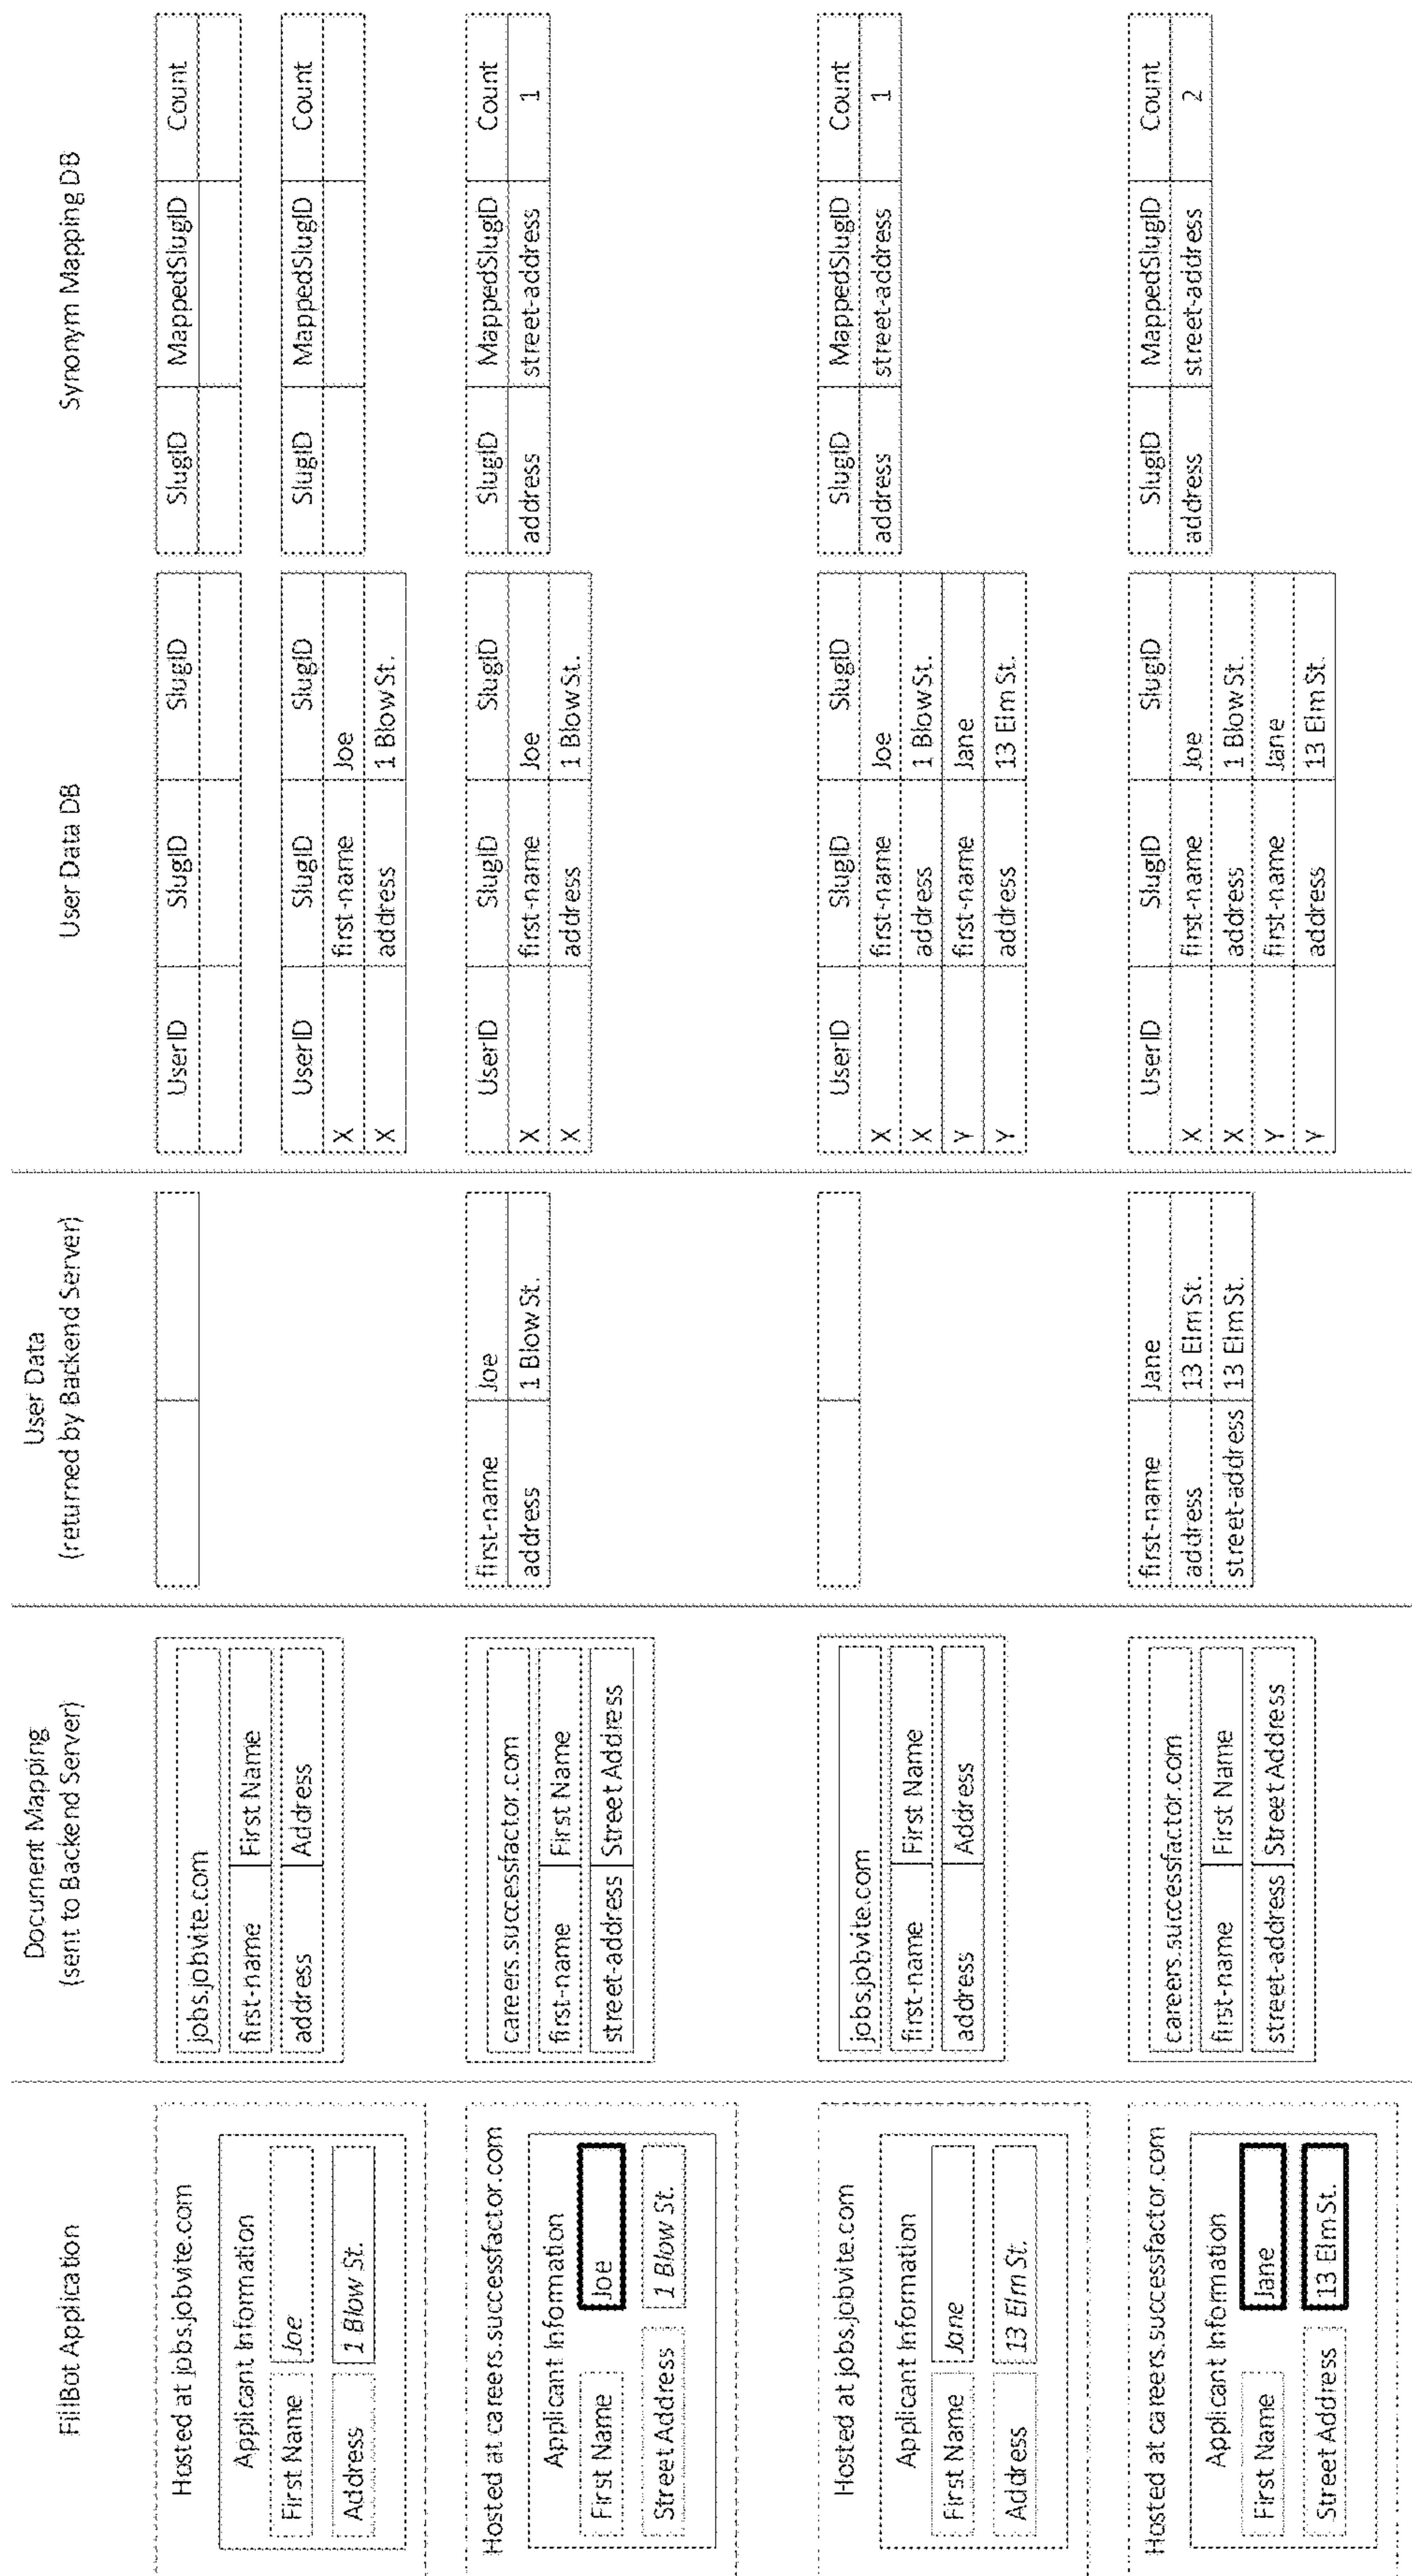 FillBot Application
Document Mapping
(sent to Backend Server)
User Data
(returned by Backend Server)
User Data DB
Synonym Mapping DB
Hosted at jobs.jobvite.com
Applicant Information
First Name Joe
Address 1 Blow St.
jobs.jobvite.com
first-name First Name
address Address
UserID SlugID SlugID
SlugID MappedSlugID Count
UserID SlugID SlugID
X first-name Joe
X address 1 Blow St.
SlugID MappedSlugID Count
Hosted at careers.successfactor.com
Applicant Information
First Name Joe
Street Address 1 Blow St.
careers.successfactor.com
first-name First Name
street-address Street Address
first-name Joe
address 1 Blow St.
UserID SlugID SlugID
X first-name Joe
X address 1 Blow St.
SlugID MappedSlugID Count
address street-address 1
Hosted at jobs.jobvite.com
Applicant Information
First Name Jane
Address 13 Elm St.
jobs.jobvite.com
first-name First Name
address Address
UserID SlugID SlugID
X first-name Joe
X address 1 Blow St.
Y first-name Jane
Y address 13 Elm St.
SlugID MappedSlugID Count
address street-address 1
Hosted at careers.successfactor.com
Applicant Information
First Name Jane
Street Address 13 Elm St.
careers.successfactor.com
first-name First Name
street-address Street Address
first-name Jane
address 13 Elm St.
street-address 13 Elm St.
UserID SlugID SlugID
X first-name Joe
X address 1 Blow St.
Y first-name Jane
Y address 13 Elm St.
SlugID MappedSlugID Count
address street-address 2